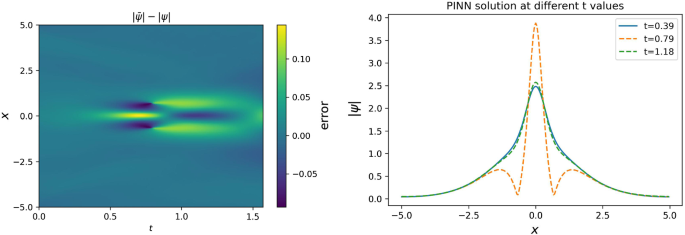 |ψ̂| − |ψ|
5.0
2.5
0.0
−2.5
−5.0
x
0.0
0.5
1.0
1.5
t
0.10
0.05
0.00
−0.05
error
PINN solution at different t values
4.0
3.5
3.0
2.5
2.0
1.5
1.0
0.5
0.0
|ψ|
t=0.39
t=0.79
t=1.18
−5.0
−2.5
0.0
2.5
5.0
x